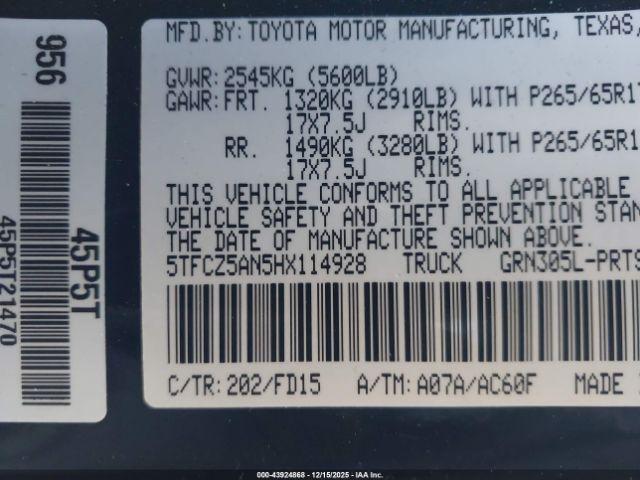 956
45P5T
45P5T21470
MFD.BY: TOYOTA MOTOR MANUFACTURING, TEXAS,
GVWR: 2545KG (5600LB)
GAWR: FRT. 1320KG (2910LB) WITH P265/65R17
17X7.5J RIMS.
RR. 1490KG (3280LB) WITH P265/65R1
17X7.5J RIMS.
THIS VEHICLE CONFORMS TO ALL APPLICABLE
VEHICLE SAFETY AND THEFT PREVENTION STAN
THE DATE OF MANUFACTURE SHOWN ABOVE.
5TFCZ5AN5HX114928 TRUCK GRN305L-PRTS
C/TR: 202/FD15 A/TM: A07A/AC60F MADE
000-43924868 - 12/15/2025 - IAA Inc.